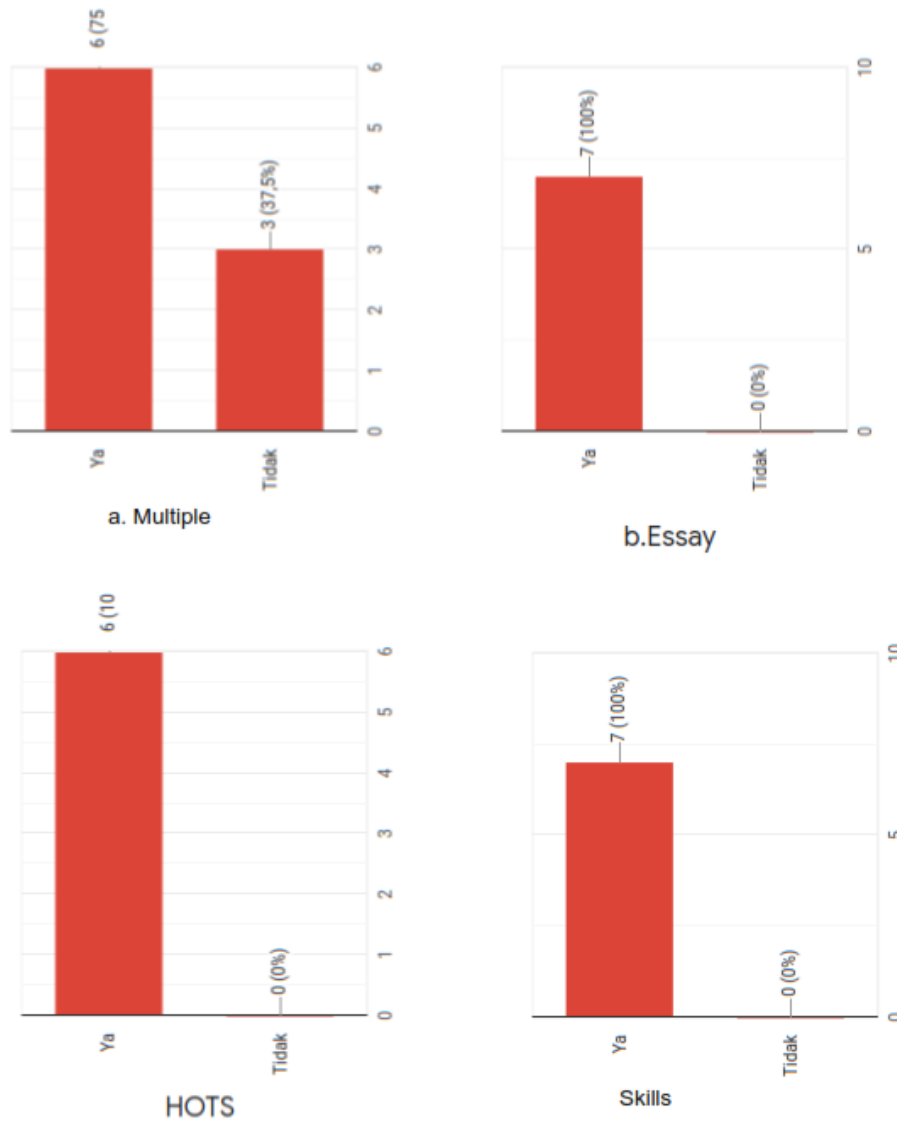 6 (75
3 (37,5%)
6
5
4
3
2
1
0
Ya
Tidak
a. Multiple
7 (100%)
0 (0%)
10
5
0
Ya
Tidak
b.Essay
6 (10
0 (0%)
6
5
4
3
2
1
0
Ya
Tidak
HOTS
7 (100%)
0 (0%)
10
5
0
Ya
Tidak
Skills